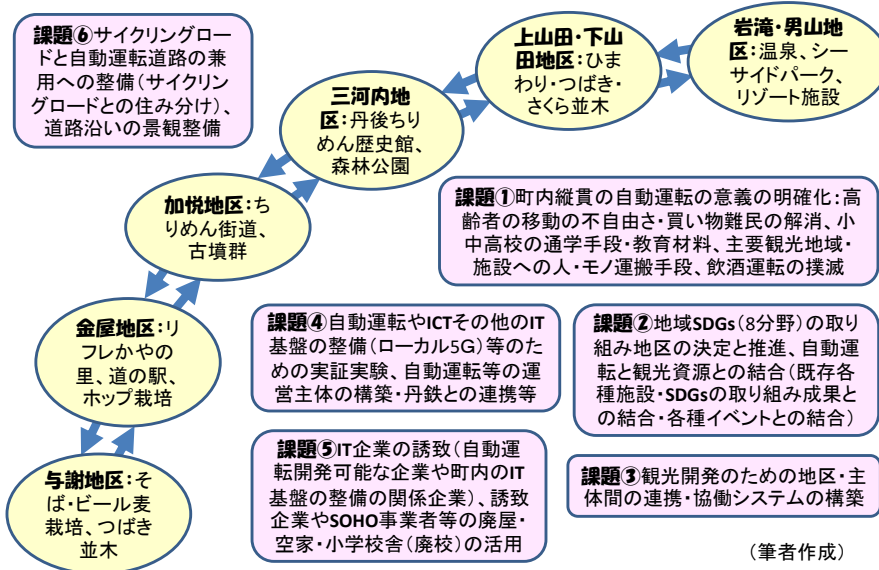 課題⑥サイクリングロー
ドと自動運転道路の兼
用への整備(サイクリン
グロードとの住み分け)、
道路沿いの景観整備
上山田・下山
田地区:ひま
わり・つばき・
さくら並木
岩滝・男山地
区:温泉、シー
サイドパーク、
リゾート施設
三河内地
区:丹後ちり
めん歴史館、
森林公園
加悦地区:ち
りめん街道、
古墳群
課題①町内縦貫の自動運転の意義の明確化:高
齢者の移動の不自由さ・買い物難民の解消、小
中高校の通学手段・教育材料、主要観光地域・
施設への人・モノ運搬手段、飲酒運転の撲滅
金屋地区:リ
フレかやの
里、道の駅、
ホップ栽培
課題④自動運転やICTその他のIT
基盤の整備(ローカル5G)等のた
めの実証実験、自動運転等の運
営主体の構築・丹鉄との連携等
課題②地域SDGs(8分野)の取り
組み地区の決定と推進、自動運
転と観光資源との結合(既存各
種施設・SDGsの取り組み成果と
の結合・各種イベントとの結合)
与謝地区:そ
ば・ビール麦
栽培、つばき
並木
課題⑤IT企業の誘致(自動運
転開発可能な企業や町内のIT
基盤の整備の関係企業)、誘致
企業やSOHO事業者等の廃屋・
空家・小学校舎(廃校)の活用
課題③観光開発のための地区・主
体間の連携・協働システムの構築
(筆者作成)